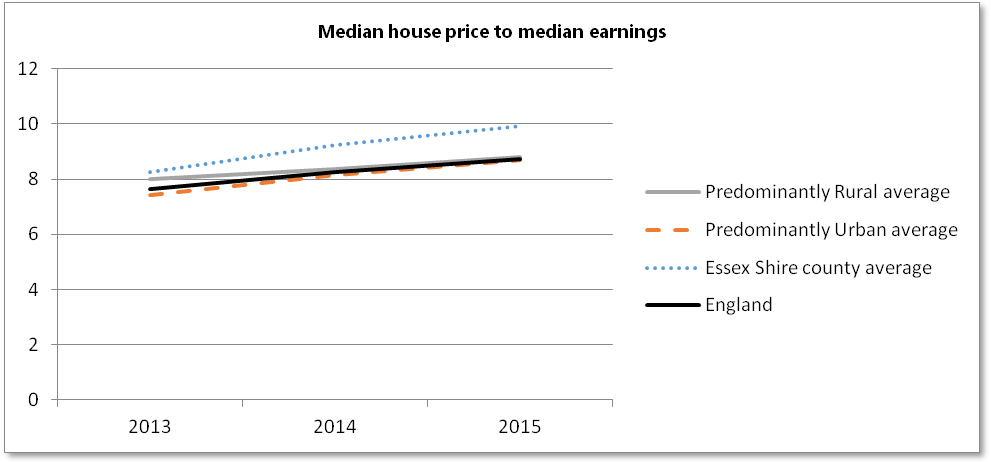 Median house price to median earnings
12
10
8
6
4
2
0
2013
2014
2015
Predominantly Rural average
Predominantly Urban average
Essex Shire county average
England